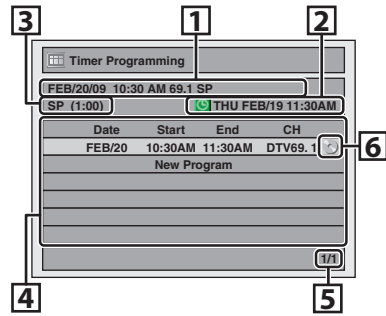 3 1 2
Timer Programming
FEB/20/09 10:30 AM 69.1 SP
SP (1:00) THU FEB/19 11:30AM
Date Start End CH
FEB/20 10:30AM 11:30AM DTV69. 1 6
New Program
1/1
4 5